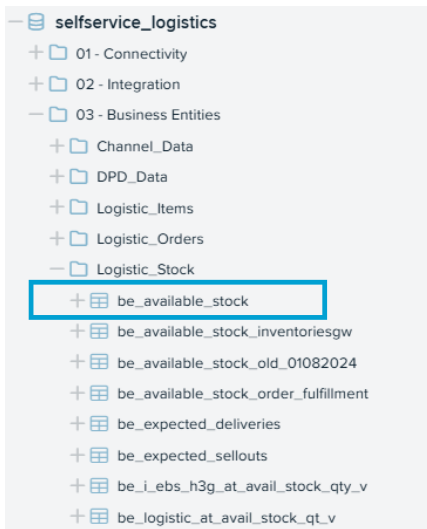 selfservice_logistics
01 - Connectivity
02 - Integration
03 - Business Entities
Channel_Data
DPD_Data
Logistic_Items
Logistic_Orders
Logistic_Stock
be_available_stock
be_available_stock_inventoriesgw
be_available_stock_old_01082024
be_available_stock_order_fulfillment
be_expected_deliveries
be_expected_sellouts
be_i_ebs_h3g_at_avail_stock_qty_v
be_logistic_at_avail_stock_qt_v